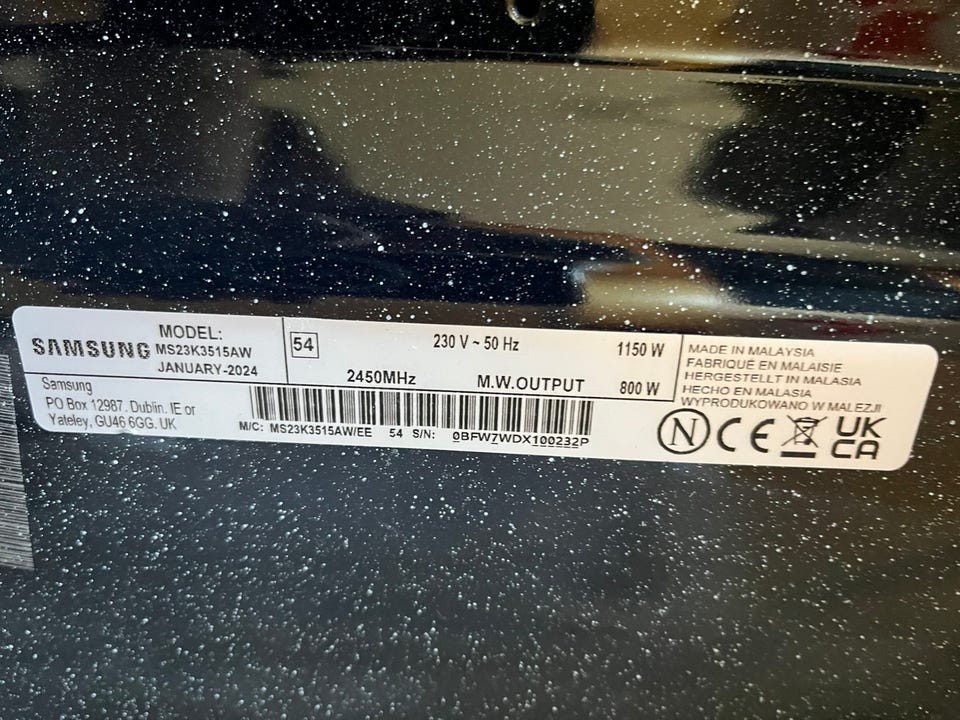 SAMSUNG
MODEL:
MS23K3515AW
JANUARY-2024
54
230 V ~ 50 Hz
1150 W
2450MHz
M.W.OUTPUT
800 W
MADE IN MALAYSIA
FABRIQUÉ EN MALAISIE
HERGESTELLT IN MALASIA
HECHO EN MALASIA
WYPRODUKOWANO W MALEZJI
Samsung
PO Box 12987, Dublin. IE or
Yateley, GU46 6GG. UK
M/C: MS23K3515AW/EE 54 S/N: 0BFW7WDX100232P
N CE UK
CA